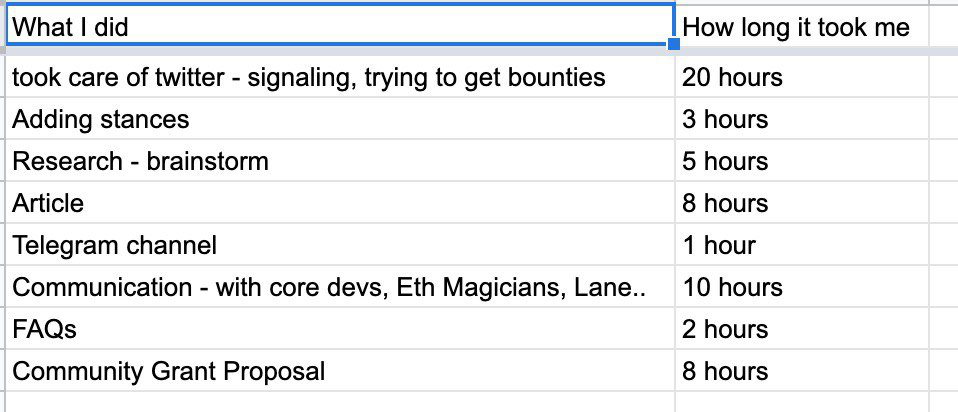 What I did How long it took me
took care of twitter - signaling, trying to get bounties 20 hours
Adding stances 3 hours
Research - brainstorm 5 hours
Article 8 hours
Telegram channel 1 hour
Communication - with core devs, Eth Magicians, Lane.. 10 hours
FAQs 2 hours
Community Grant Proposal 8 hours